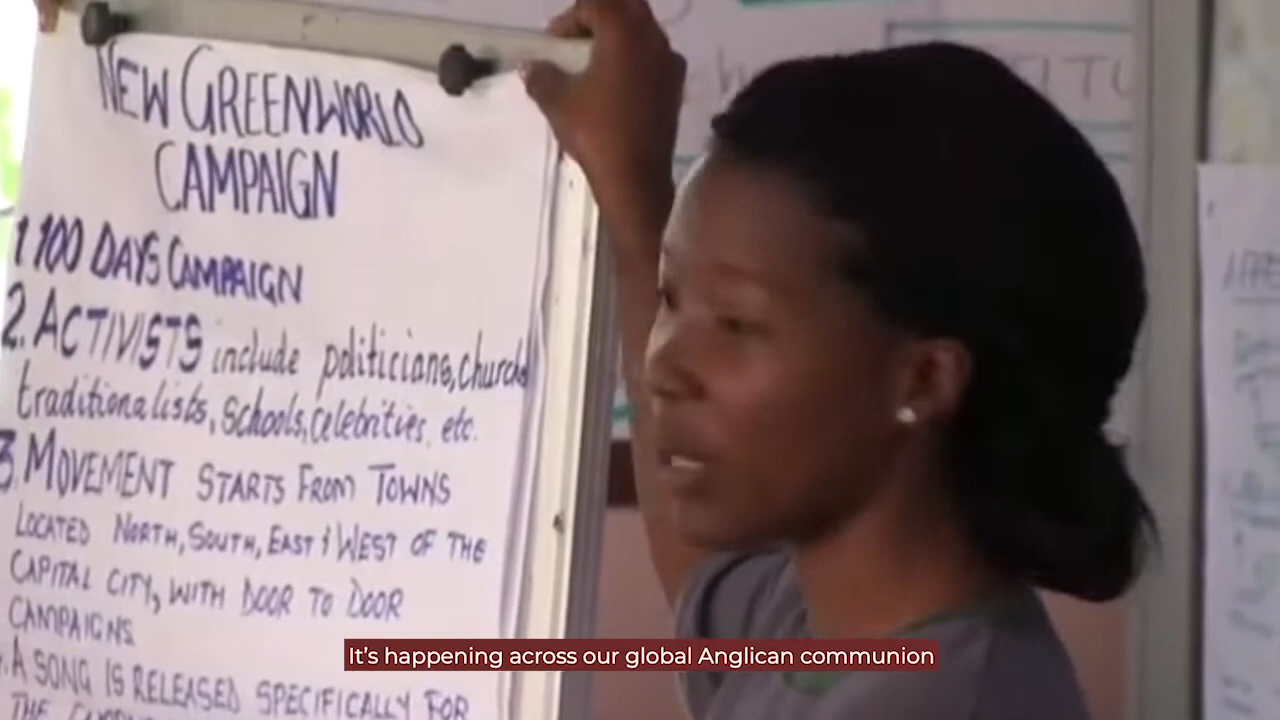 NEW GREENWORLD
CAMPAIGN
1 100 DAYS CAMPAIGN
2. ACTIVISTS include politicians, church
traditionalists, Schools, Celebrities, etc.
3 MOVEMENT STARTS FROM TOWNS
LOCATED NORTH, SOUTH, EAST & WEST OF THE
CAPITAL CITY, WITH DOOR TO DOOR
CAMPAIGNS
A SONG IS RELEASED SPECIFICALLY FOR
THE
It's happening across our global Anglican communion